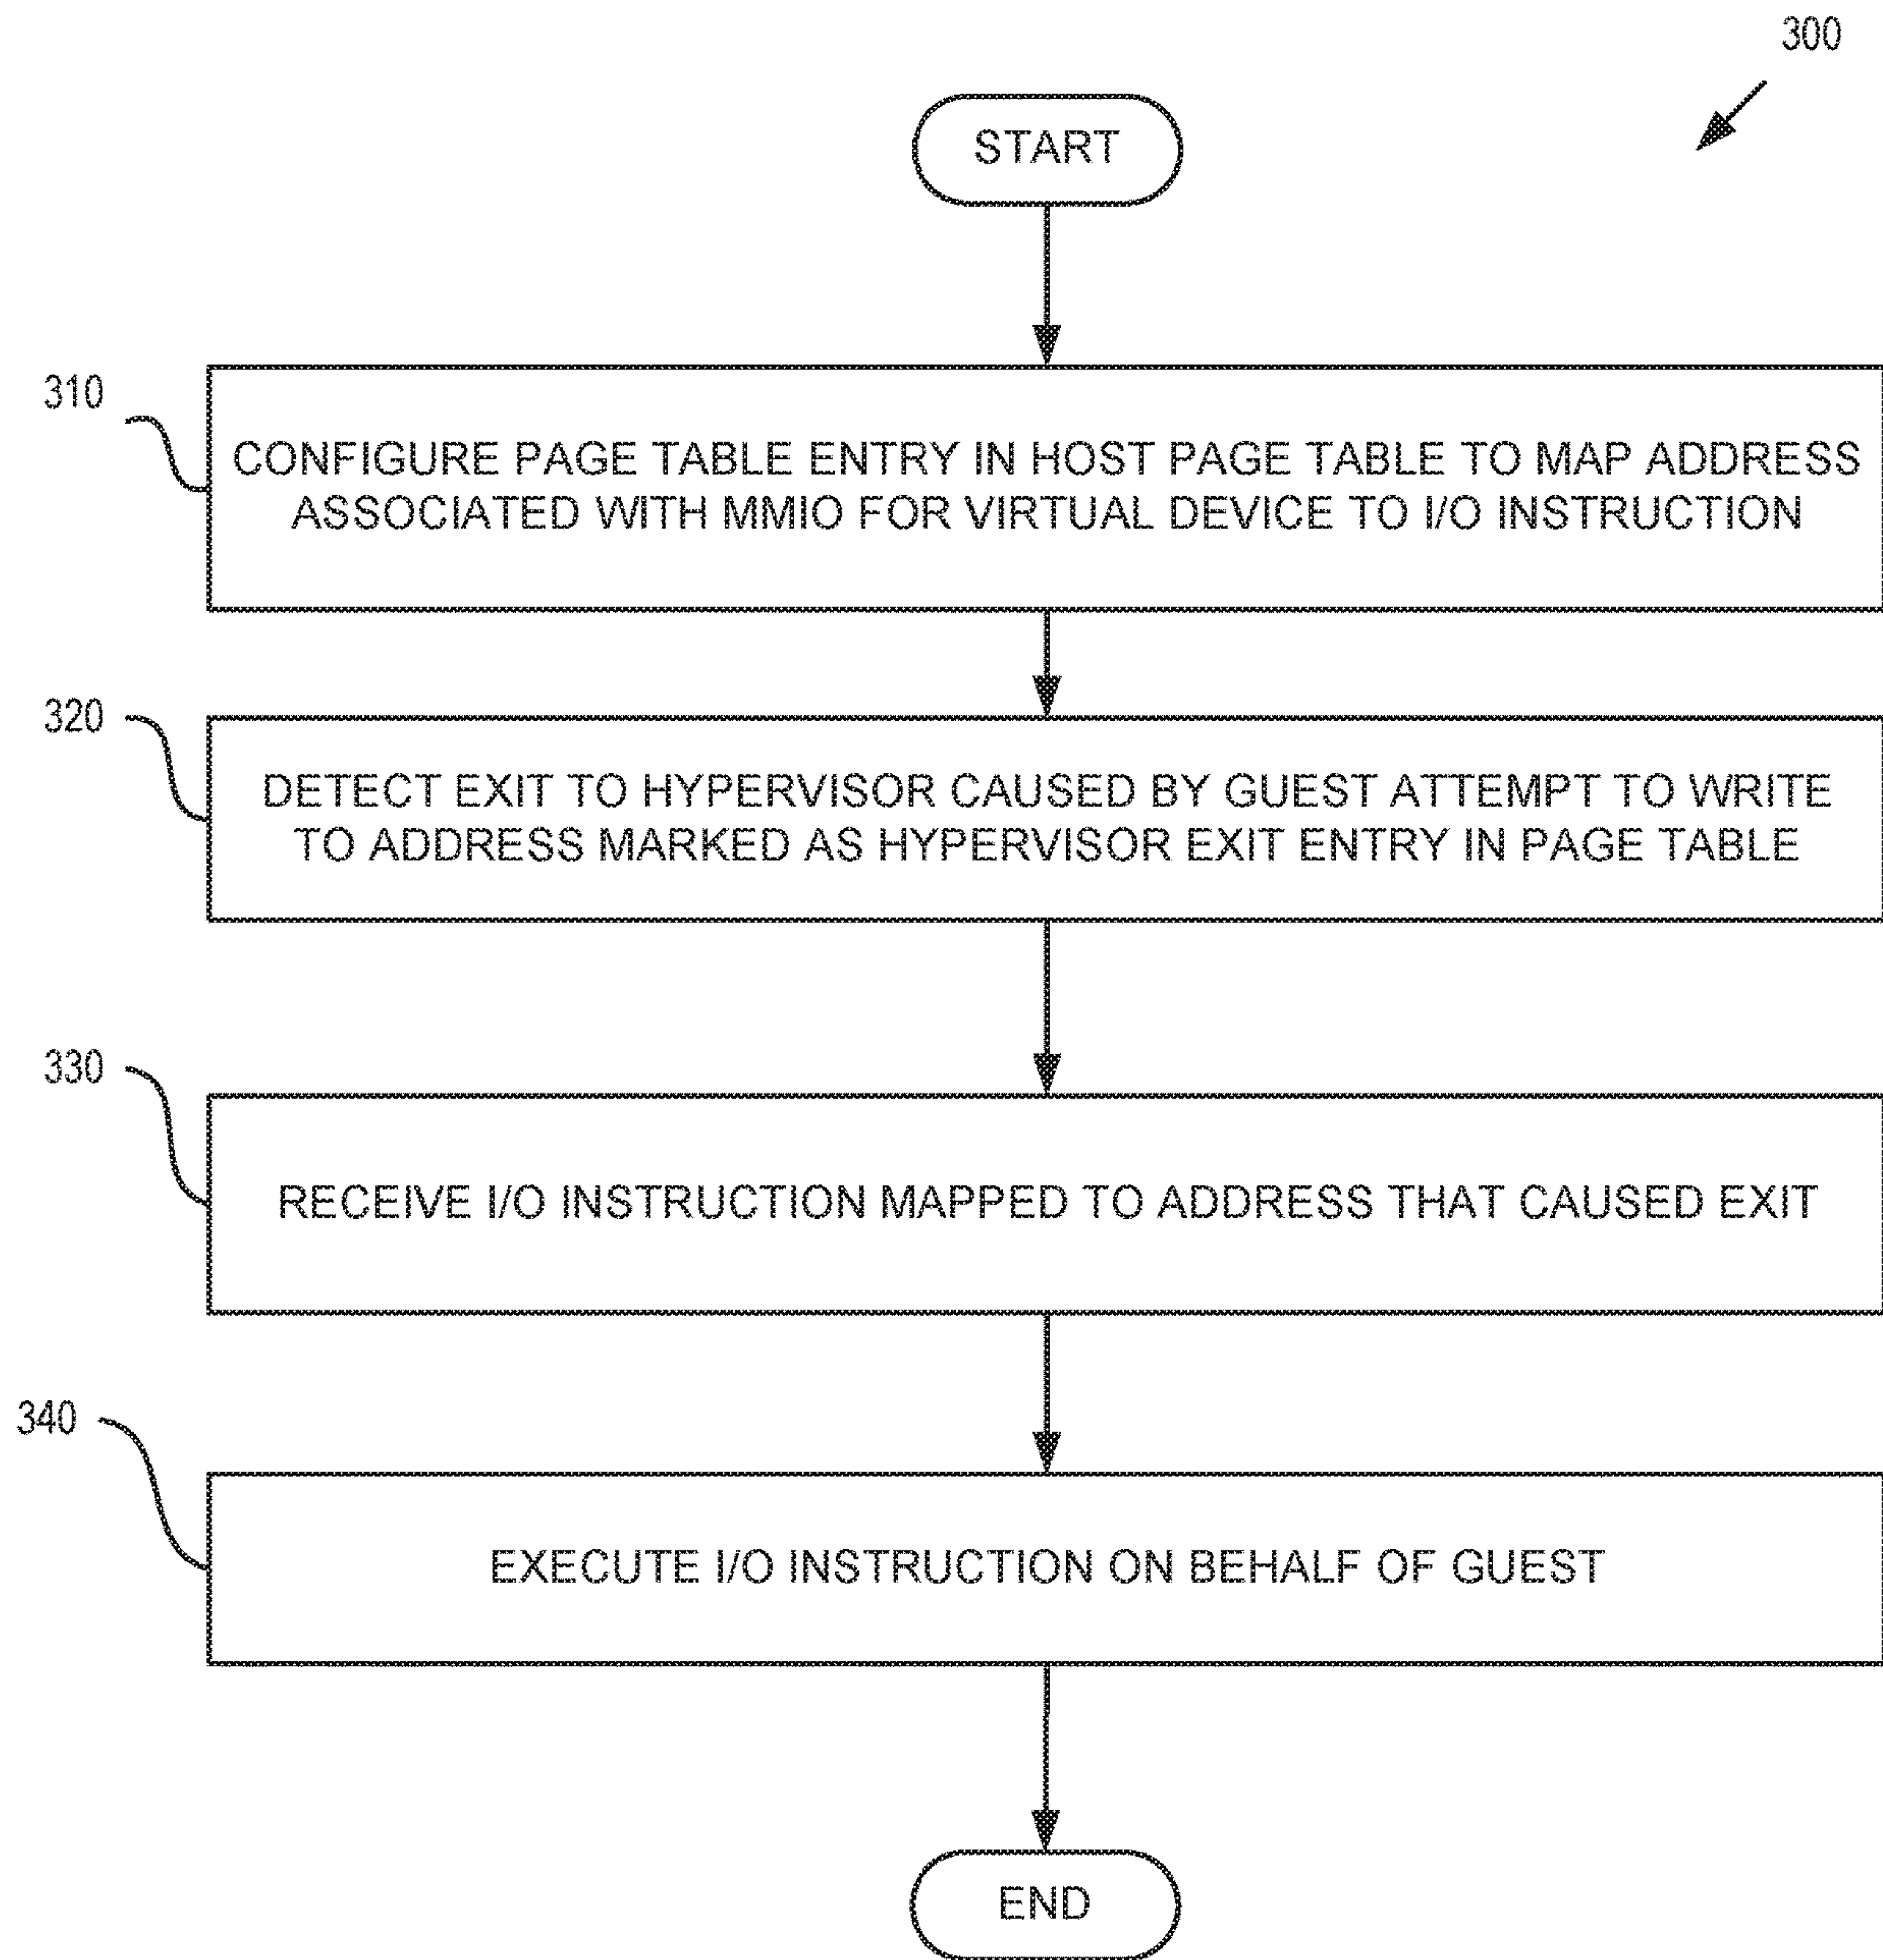 300
START
310
CONFIGURE PAGE TABLE ENTRY IN HOST PAGE TABLE TO MAP ADDRESS
ASSOCIATED WITH MMIO FOR VIRTUAL DEVICE TO I/O INSTRUCTION
320
DETECT EXIT TO HYPERVISOR CAUSED BY GUEST ATTEMPT TO WRITE
TO ADDRESS MARKED AS HYPERVISOR EXIT ENTRY IN PAGE TABLE
330
RECEIVE I/O INSTRUCTION MAPPED TO ADDRESS THAT CAUSED EXIT
340
EXECUTE I/O INSTRUCTION ON BEHALF OF GUEST
END